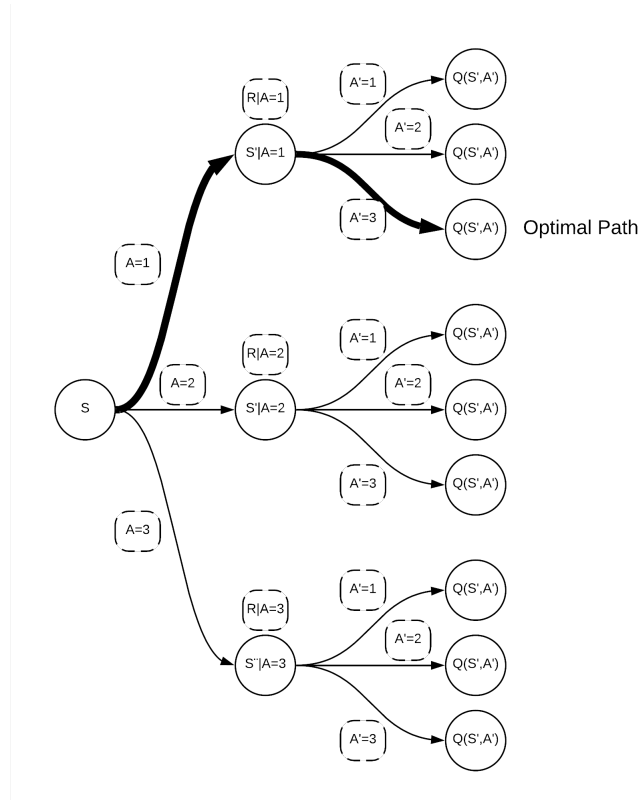 A'=1
Q(S',A')
R|A=1
A'=2
S'|A=1
Q(S',A')
A'=3
Q(S',A')
Optimal Path
A=1
A'=1
Q(S',A')
R|A=2
A=2
A'=2
S
S'|A=2
Q(S',A')
A'=3
Q(S',A')
A=3
A'=1
Q(S',A')
R|A=3
A'=2
S¨|A=3
Q(S',A')
A'=3
Q(S',A')